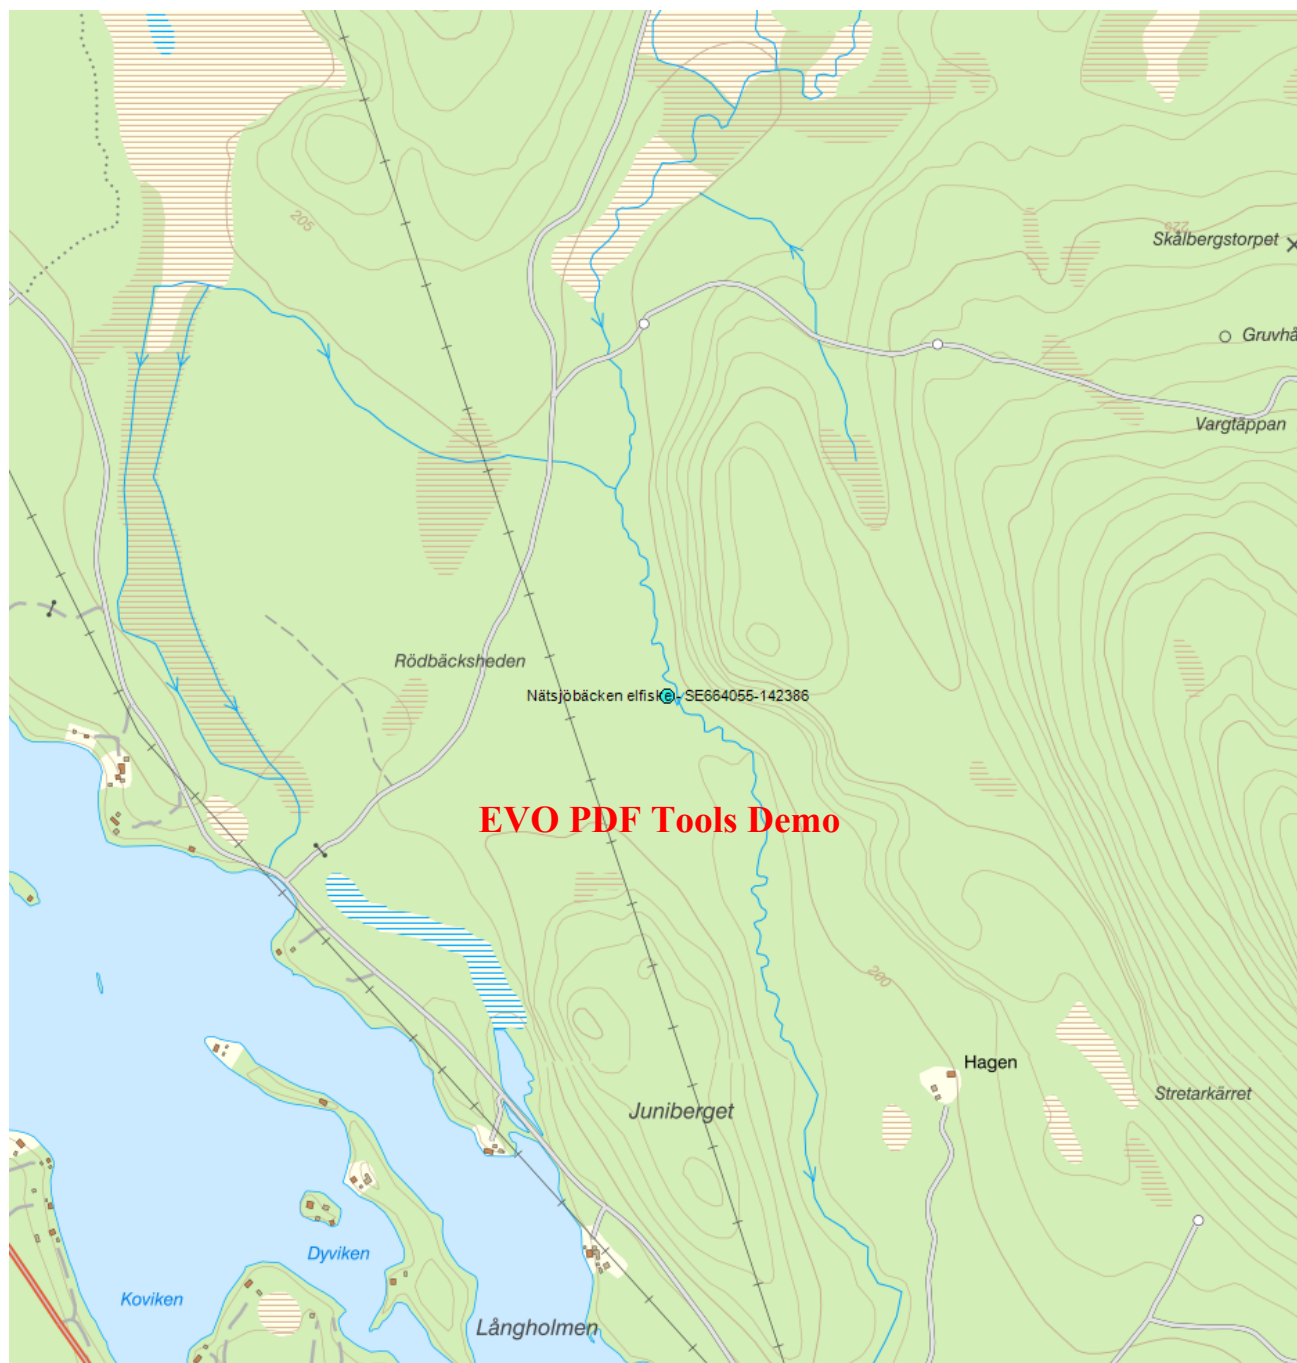 205
225
Skålbergstorpet
Gruvhå
Vargtäppan
Rödbäcksheden
Nätsjöbäcken elfiske - SE664055-142386
EVO PDF Tools Demo
200
Hagen
Juniberget
Stretarkärret
Dyviken
Koviken
Långholmen